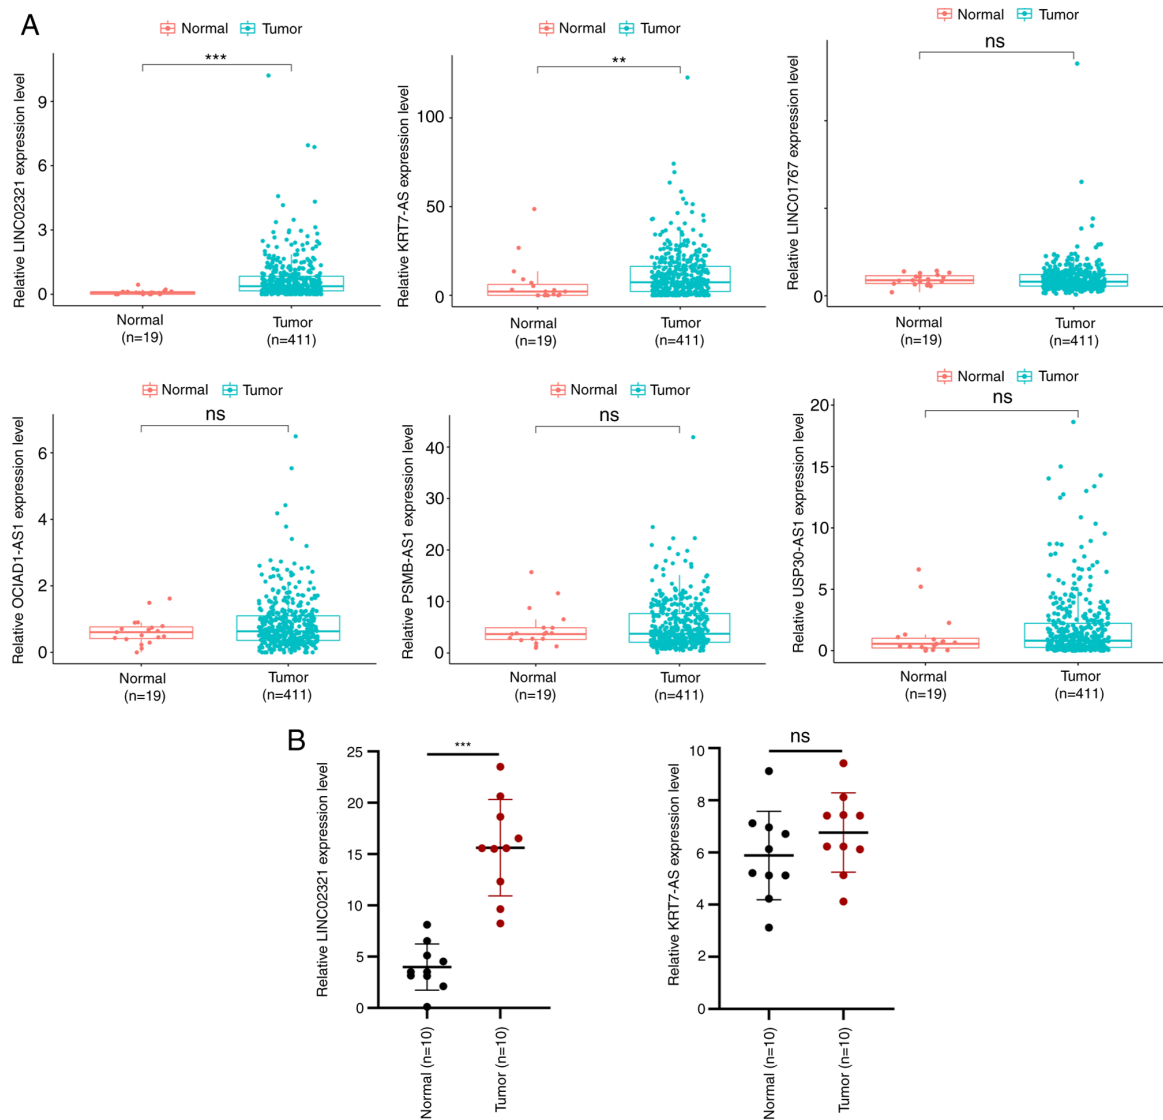 A
Normal Tumor
***
Relative LINC02321 expression level
9
6
3
0
Normal
(n=19)
Tumor
(n=411)
Normal Tumor
**
Relative KRT7-AS expression level
100
50
0
Normal
(n=19)
Tumor
(n=411)
Normal Tumor
ns
Relative LINC01767 expression level
0
Normal
(n=19)
Tumor
(n=411)
Normal Tumor
ns
Relative OCIAD1-AS1 expression level
6
4
2
0
Normal
(n=19)
Tumor
(n=411)
Normal Tumor
ns
Relative PSMB-AS1 expression level
40
30
20
10
0
Normal
(n=19)
Tumor
(n=411)
Normal Tumor
ns
Relative USP30-AS1 expression level
20
15
10
5
0
Normal
(n=19)
Tumor
(n=411)
B
***
Relative LINC02321 expression level
25
20
15
10
5
0
Normal (n=10)
Tumor (n=10)
ns
Relative KRT7-AS expression level
10
8
6
4
2
0
Normal (n=10)
Tumor (n=10)